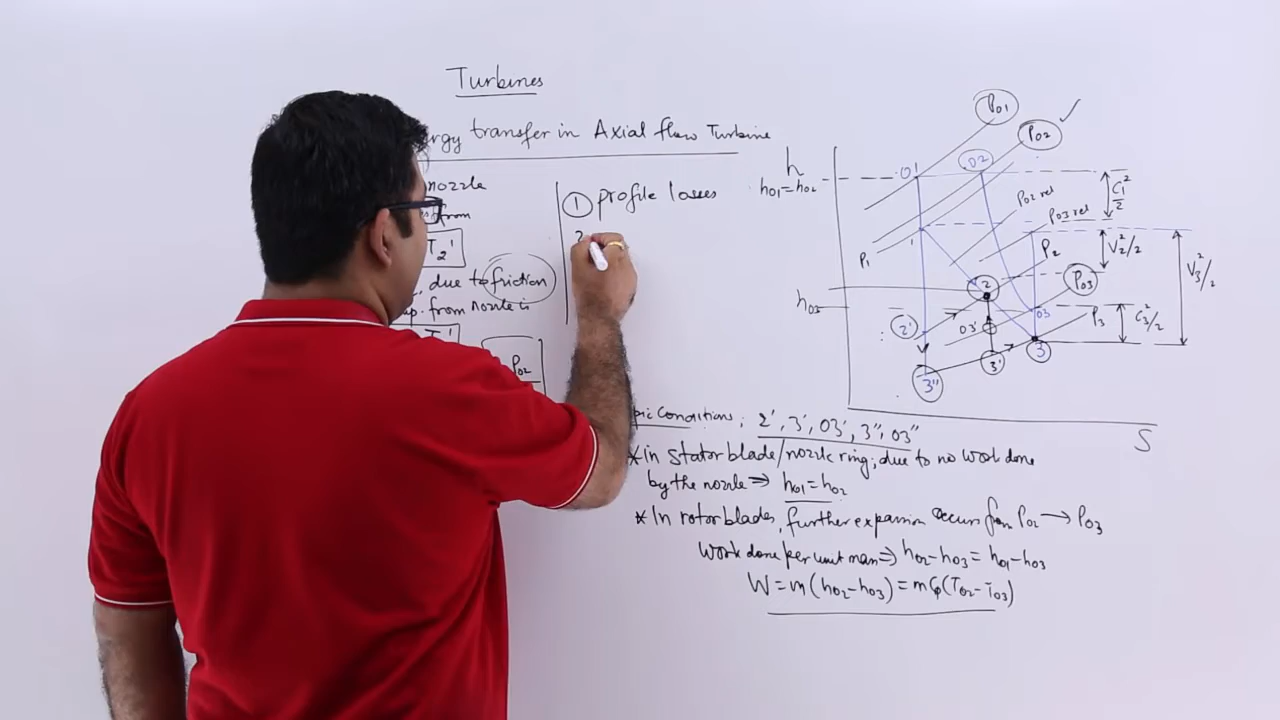 Turbines
ergy transfer in Axial flow Turbine
nozzle
from
T2'
due to friction
from nozzle is
T'
P02
① profile losses
2
h
h01=h02
h03
S
P01
P02 ✓
01
02
P02 rel
P03 rel
C1²/2
P1
1
P2
V2²/2
V3²/2
2
P03
2'
03
03'
P3
C3²/2
3
3'
3"
pic Conditions; 2', 3', 03', 3", 03"
* in stator blade/nozzle ring; due to no work done
by the nozzle ⇒ h01=h02
* In rotor blades, further expansion occurs from P02 → P03
Work done per unit mass ⇒ h02-h03 = h01-h03
W = m(h02-h03) = mCp(T02-T03)